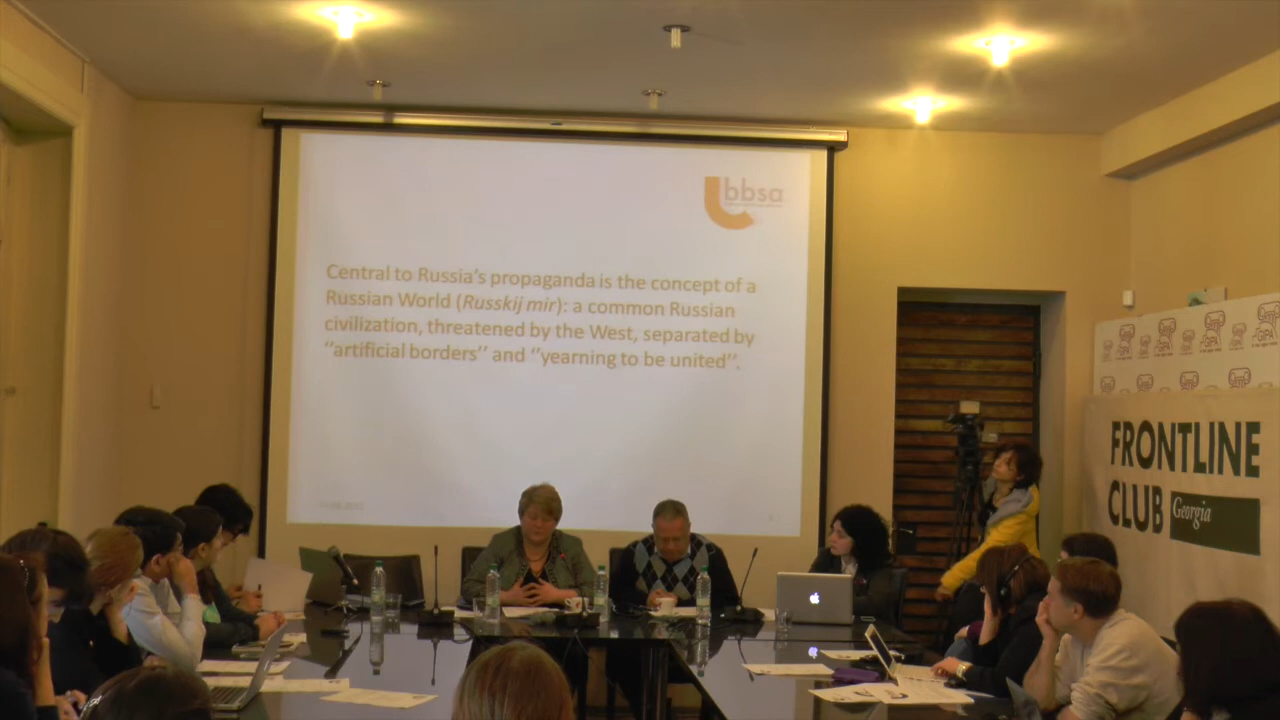 bbsa
Central to Russia's propaganda is the concept of a
Russian World (Russkij mir): a common Russian
civilization, threatened by the West, separated by
''artificial borders'' and ''yearning to be united''.
GIPA
FRONTLINE
CLUB Georgia